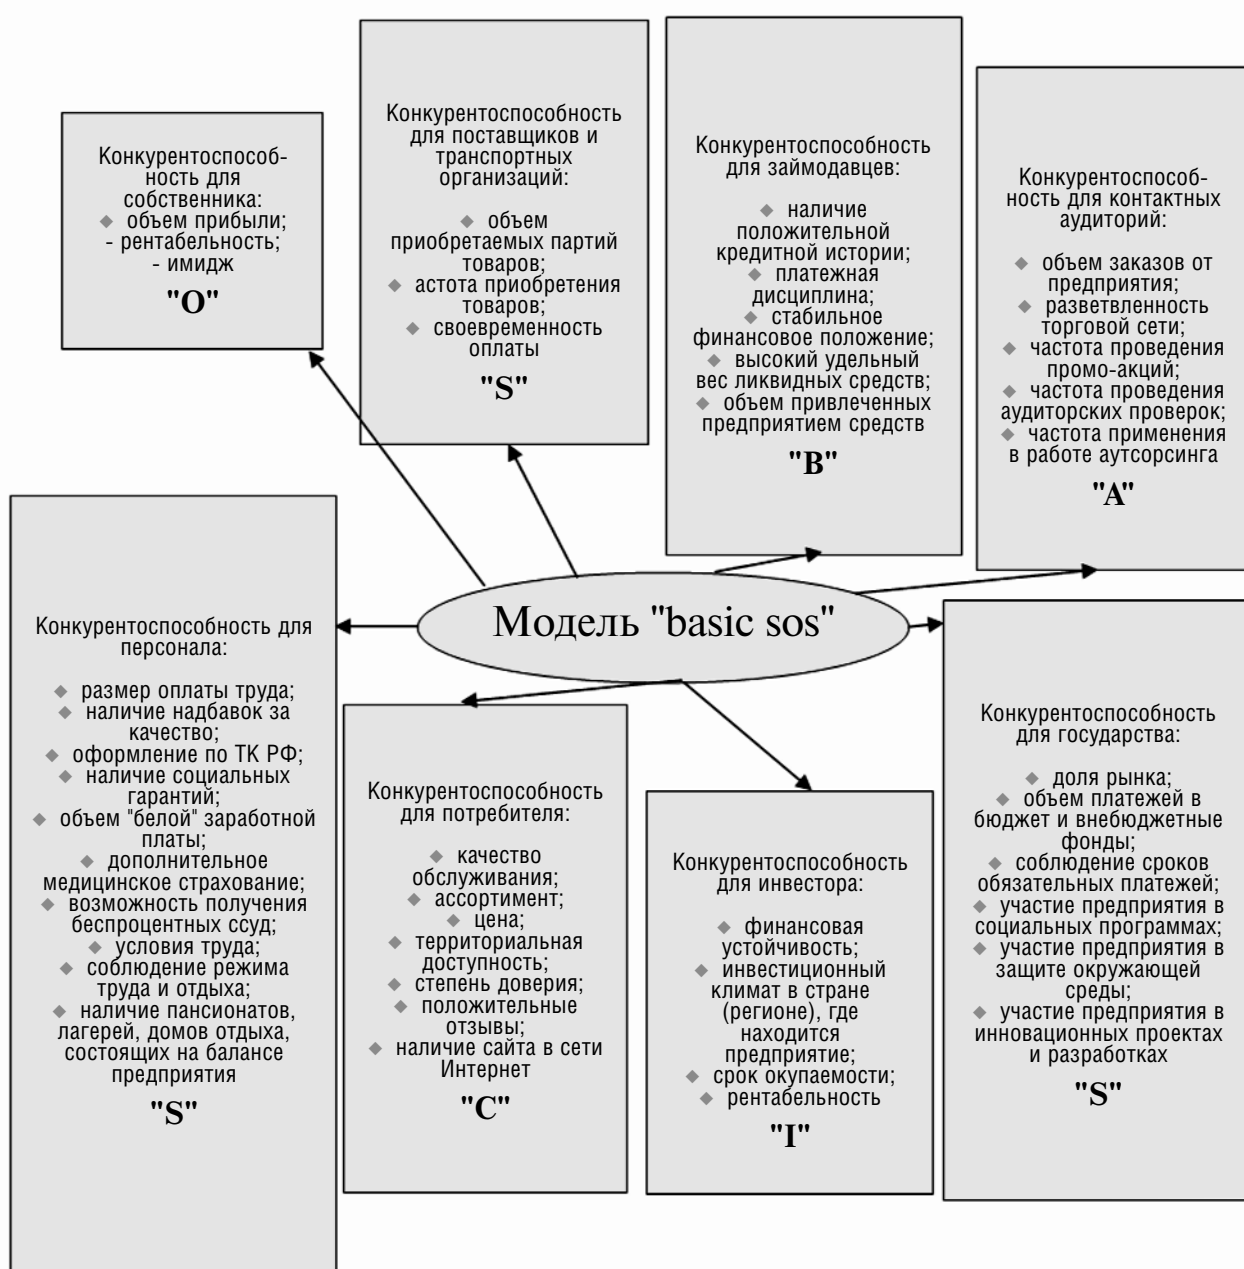 Конкурентоспособ-
ность для
собственника:
◆ объем прибыли;
- рентабельность;
- имидж
"O"
Конкурентоспособность
для поставщиков и
транспортных
организаций:
◆ объем
приобретаемых партий
товаров;
◆ астота приобретения
товаров;
◆ своевременность
оплаты
"S"
Конкурентоспособность
для займодавцев:
◆ наличие
положительной
кредитной истории;
◆ платежная
дисциплина;
◆ стабильное
финансовое положение;
◆ высокий удельный
вес ликвидных средств;
◆ объем привлеченных
предприятием средств
"B"
Конкурентоспособ-
ность для контактных
аудиторий:
◆ объем заказов от
предприятия;
◆ разветвленность
торговой сети;
◆ частота проведения
промо-акций;
◆ частота проведения
аудиторских проверок;
◆ частота применения
в работе аутсорсинга
"A"
Модель "basic sos"
Конкурентоспособность для
персонала:
◆ размер оплаты труда;
◆ наличие надбавок за
качество;
◆ оформление по ТК РФ;
◆ наличие социальных
гарантий;
◆ объем "белой" заработной
платы;
◆ дополнительное
медицинское страхование;
◆ возможность получения
беспроцентных ссуд;
◆ условия труда;
◆ соблюдение режима
труда и отдыха;
◆ наличие пансионатов,
лагерей, домов отдыха,
состоящих на балансе
предприятия
"S"
Конкурентоспособность
для потребителя:
◆ качество
обслуживания;
◆ ассортимент;
◆ цена;
◆ территориальная
доступность;
◆ степень доверия;
◆ положительные
отзывы;
◆ наличие сайта в сети
Интернет
"C"
Конкурентоспособность
для инвестора:
◆ финансовая
устойчивость;
◆ инвестиционный
климат в стране
(регионе), где
находится
предприятие;
◆ срок окупаемости;
◆ рентабельность
"I"
Конкурентоспособность
для государства:
◆ доля рынка;
◆ объем платежей в
бюджет и внебюджетные
фонды;
◆ соблюдение сроков
обязательных платежей;
◆ участие предприятия в
социальных программах;
◆ участие предприятия в
защите окружающей
среды;
◆ участие предприятия в
инновационных проектах
и разработках
"S"